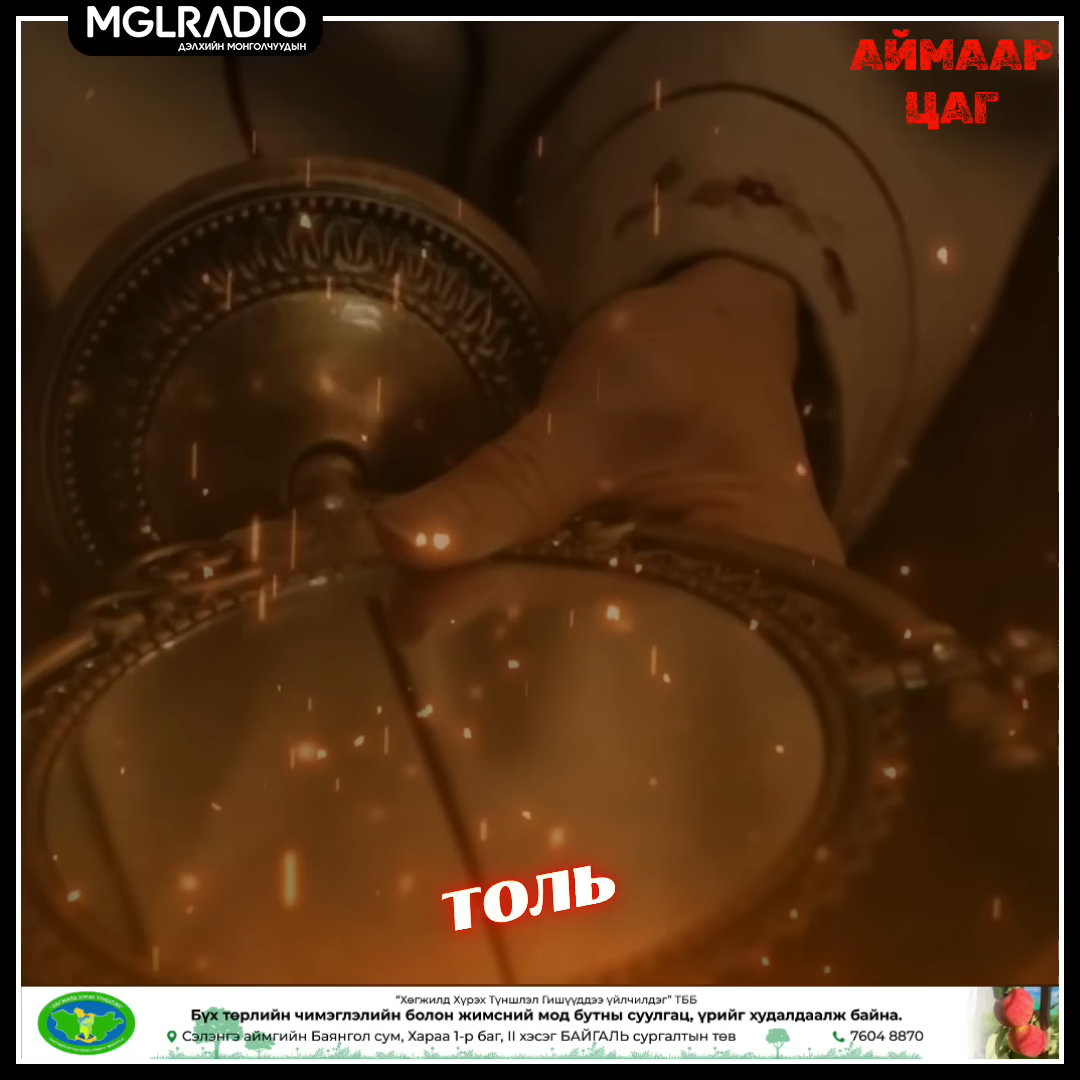 MGLRADIO
ДЭЛХИЙН МОНГОЛЧУУДЫН
АЙМААР
ЦАГ
ТОЛЬ
"Хөгжилд Хүрэх Түншлэл Гишүүддээ үйлчилдэг" ТББ
Бүх төрлийн чимэглэлийн болон жимсний мод бутны суулгац, үрийг худалдаалж байна.
Сэлэнгэ аймгийн Баянгол сум, Хараа 1-р баг, II хэсэг БАЙГАЛЬ сургалтын төв 7604 8870